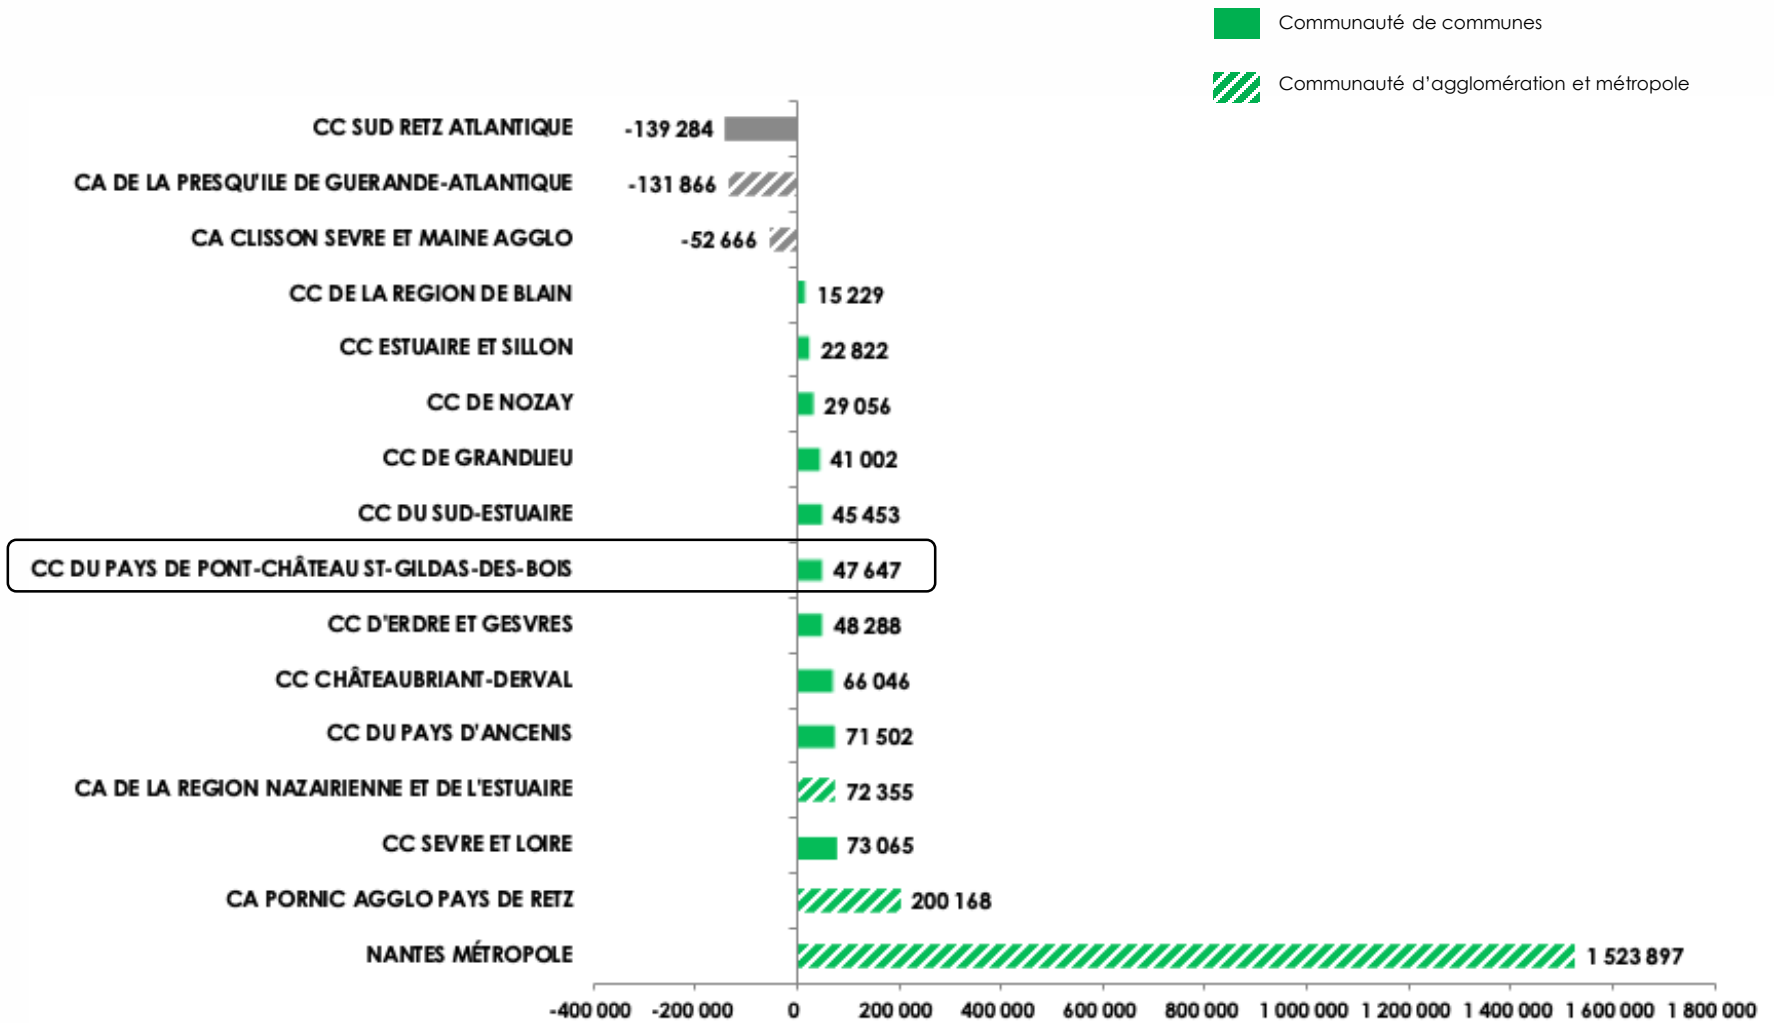 Communauté de communes
Communauté d'agglomération et métropole
CC SUD RETZ ATLANTIQUE -139 284
CA DE LA PRESQU'ILE DE GUERANDE-ATLANTIQUE -131 866
CA CLISSON SEVRE ET MAINE AGGLO -52 666
CC DE LA REGION DE BLAIN 15 229
CC ESTUAIRE ET SILLON 22 822
CC DE NOZAY 29 056
CC DE GRANDLIEU 41 002
CC DU SUD-ESTUAIRE 45 453
CC DU PAYS DE PONT-CHÂTEAU ST-GILDAS-DES-BOIS 47 647
CC D'ERDRE ET GESVRES 48 288
CC CHÂTEAUBRIANT-DERVAL 66 046
CC DU PAYS D'ANCENIS 71 502
CA DE LA REGION NAZAIRIENNE ET DE L'ESTUAIRE 72 355
CC SEVRE ET LOIRE 73 065
CA PORNIC AGGLO PAYS DE RETZ 200 168
NANTES MÉTROPOLE 1 523 897
-400 000 -200 000 0 200 000 400 000 600 000 800 000 1 000 000 1 200 000 1 400 000 1 600 000 1 800 000